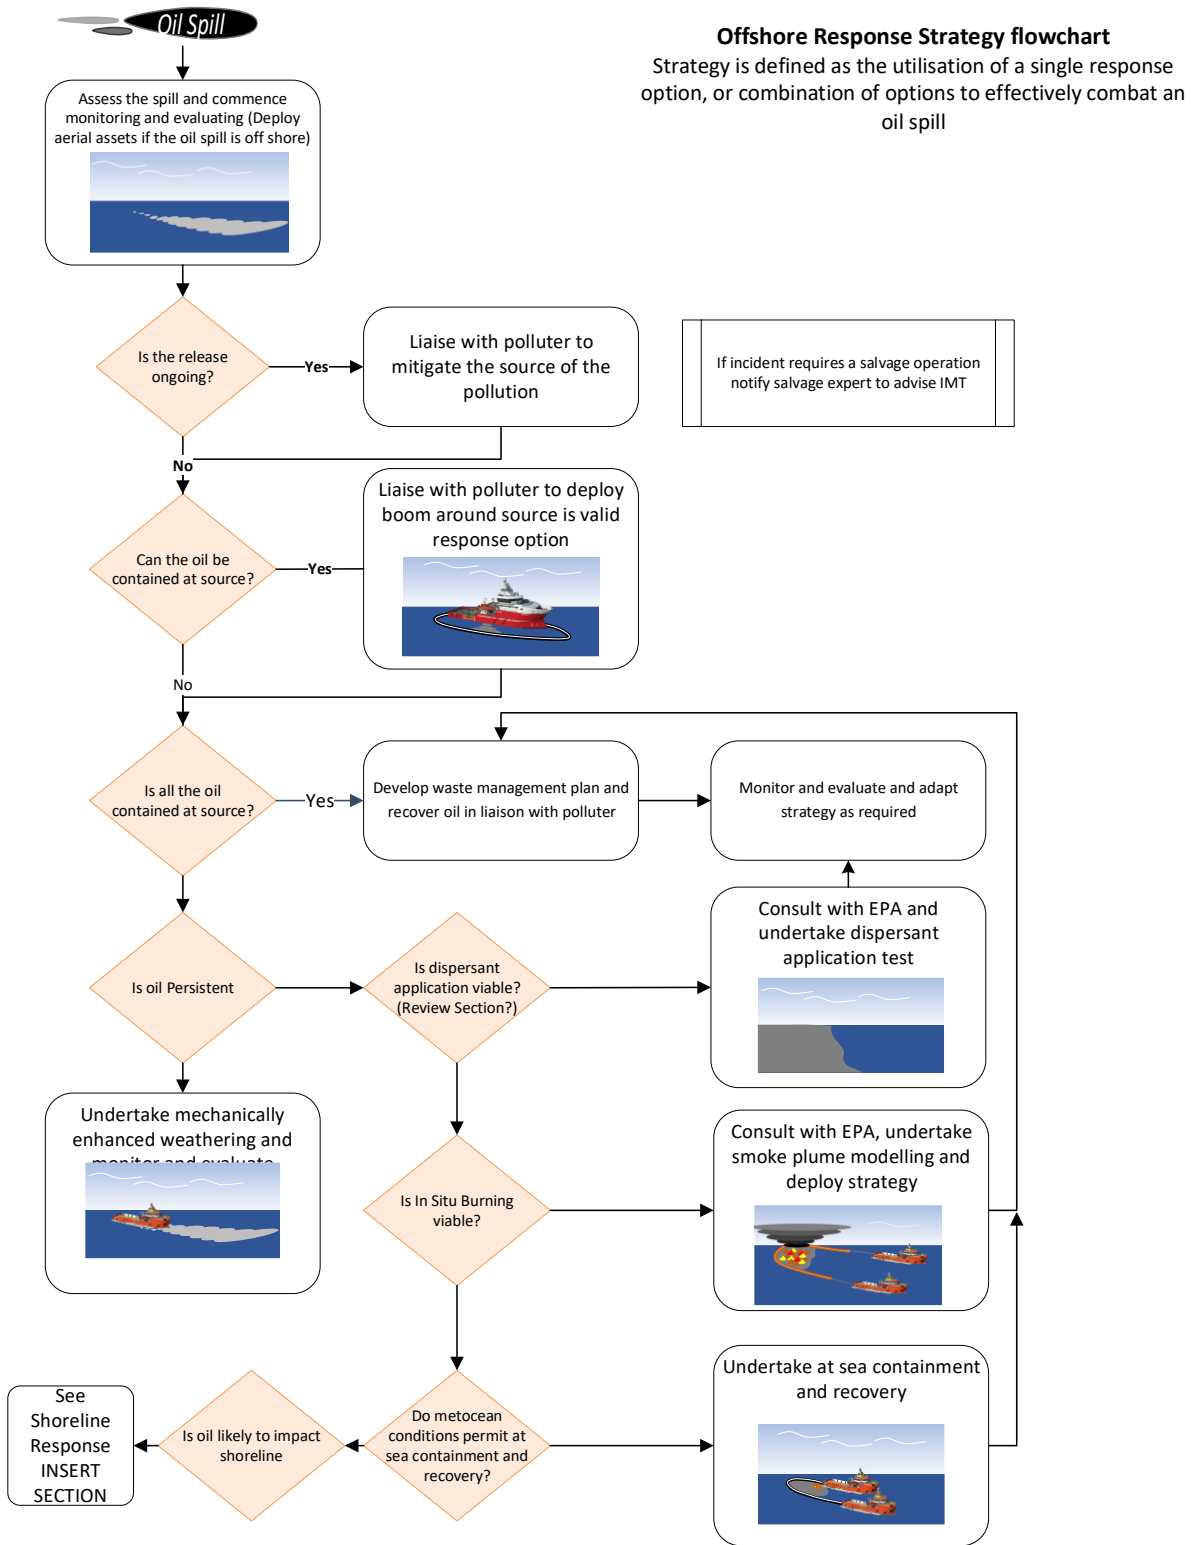 Oil Spill
Offshore Response Strategy flowchart
Strategy is defined as the utilisation of a single response
option, or combination of options to effectively combat an
oil spill
Assess the spill and commence
monitoring and evaluating (Deploy
aerial assets if the oil spill is off shore)
Is the release
ongoing?
Yes
Liaise with polluter to
mitigate the source of the
pollution
If incident requires a salvage operation
notify salvage expert to advise IMT
No
Can the oil be
contained at source?
Yes
Liaise with polluter to deploy
boom around source is valid
response option
No
Is all the oil
contained at source?
Yes
Develop waste management plan and
recover oil in liaison with polluter
Monitor and evaluate and adapt
strategy as required
Is oil Persistent
Is dispersant
application viable?
(Review Section?)
Consult with EPA and
undertake dispersant
application test
Undertake mechanically
enhanced weathering and
monitor and evaluate
Is In Situ Burning
viable?
Consult with EPA, undertake
smoke plume modelling and
deploy strategy
See
Shoreline
Response
INSERT
SECTION
Is oil likely to impact
shoreline
Do metocean
conditions permit at
sea containment and
recovery?
Undertake at sea containment
and recovery